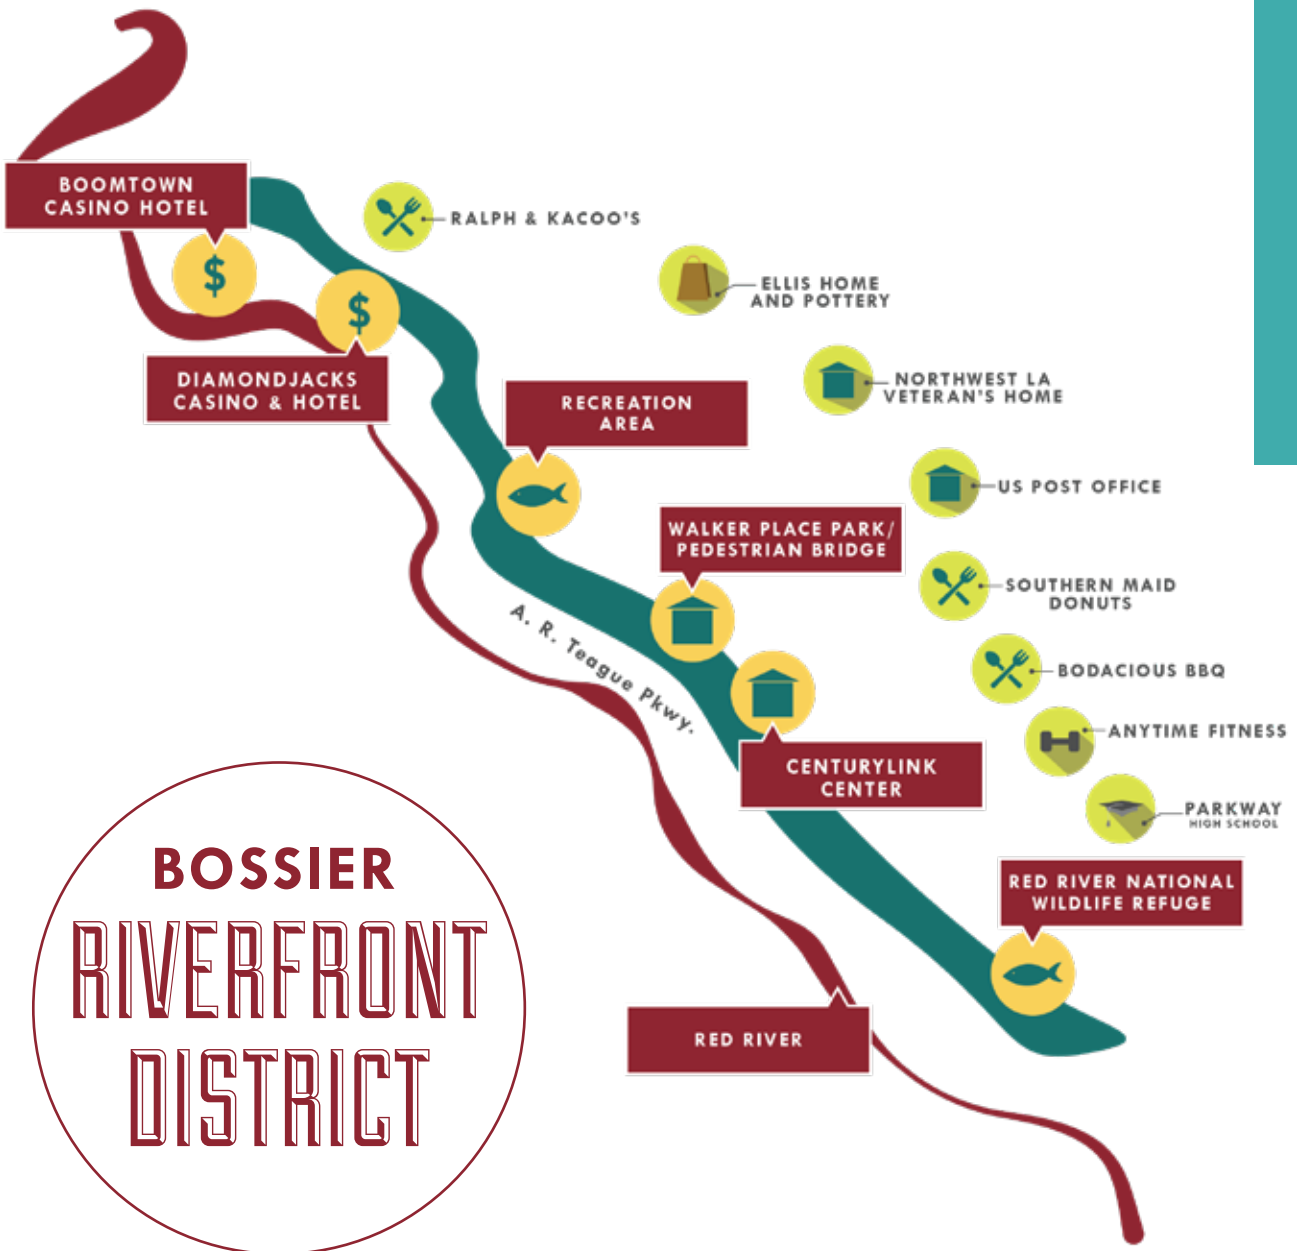 BOOMTOWN
CASINO HOTEL
RALPH & KACOO'S
ELLIS HOME
AND POTTERY
DIAMONDJACKS
CASINO & HOTEL
NORTHWEST LA
VETERAN'S HOME
RECREATION
AREA
US POST OFFICE
WALKER PLACE PARK/
PEDESTRIAN BRIDGE
SOUTHERN MAID
DONUTS
A. R. Teague Pkwy.
BODACIOUS BBQ
ANYTIME FITNESS
CENTURYLINK
CENTER
PARKWAY
HIGH SCHOOL
RED RIVER NATIONAL
WILDLIFE REFUGE
RED RIVER
BOSSIER
RIVERFRONT
DISTRICT
$
$